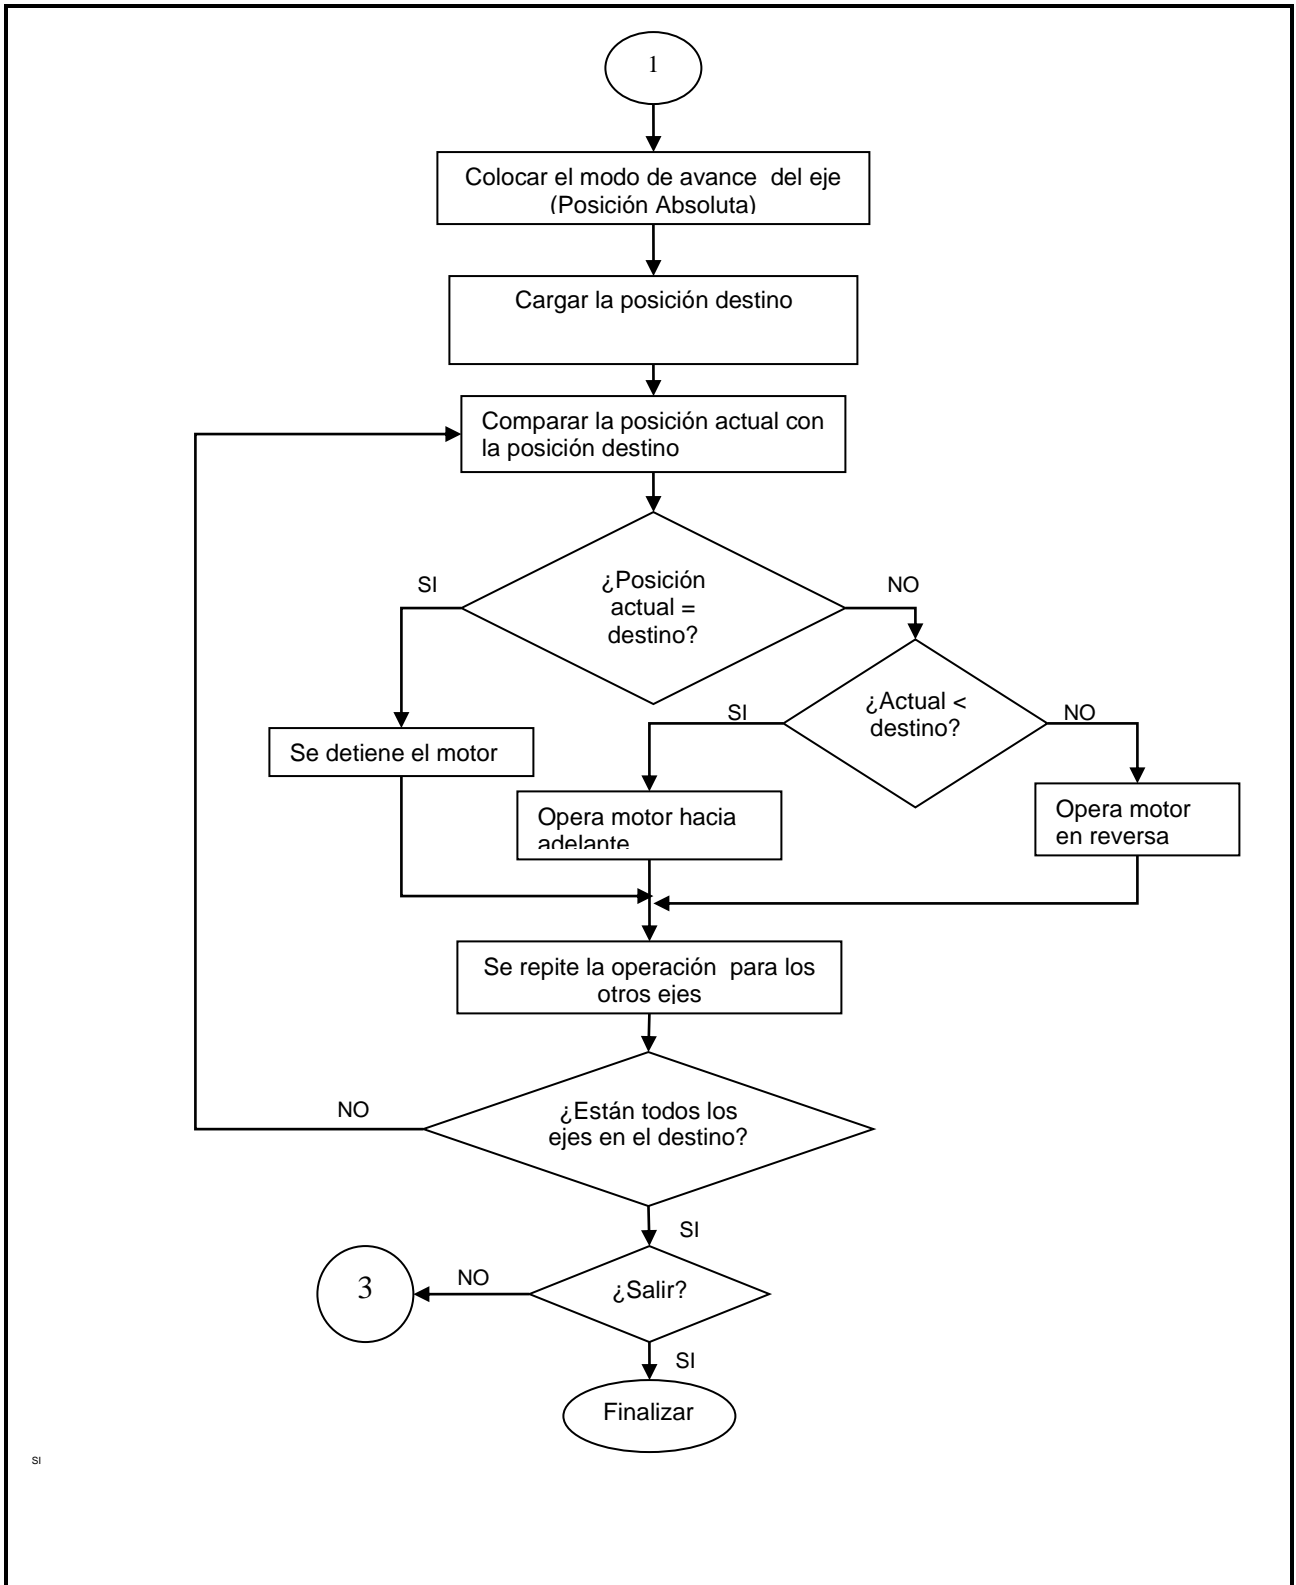 1
Colocar el modo de avance del eje
(Posición Absoluta)
Cargar la posición destino
Comparar la posición actual con
la posición destino
¿Posición
actual =
destino?
SI
NO
¿Actual <
destino?
SI
NO
Se detiene el motor
Opera motor hacia
adelante
Opera motor
en reversa
Se repite la operación para los
otros ejes
¿Están todos los
ejes en el destino?
NO
SI
¿Salir?
NO
3
SI
Finalizar
SI